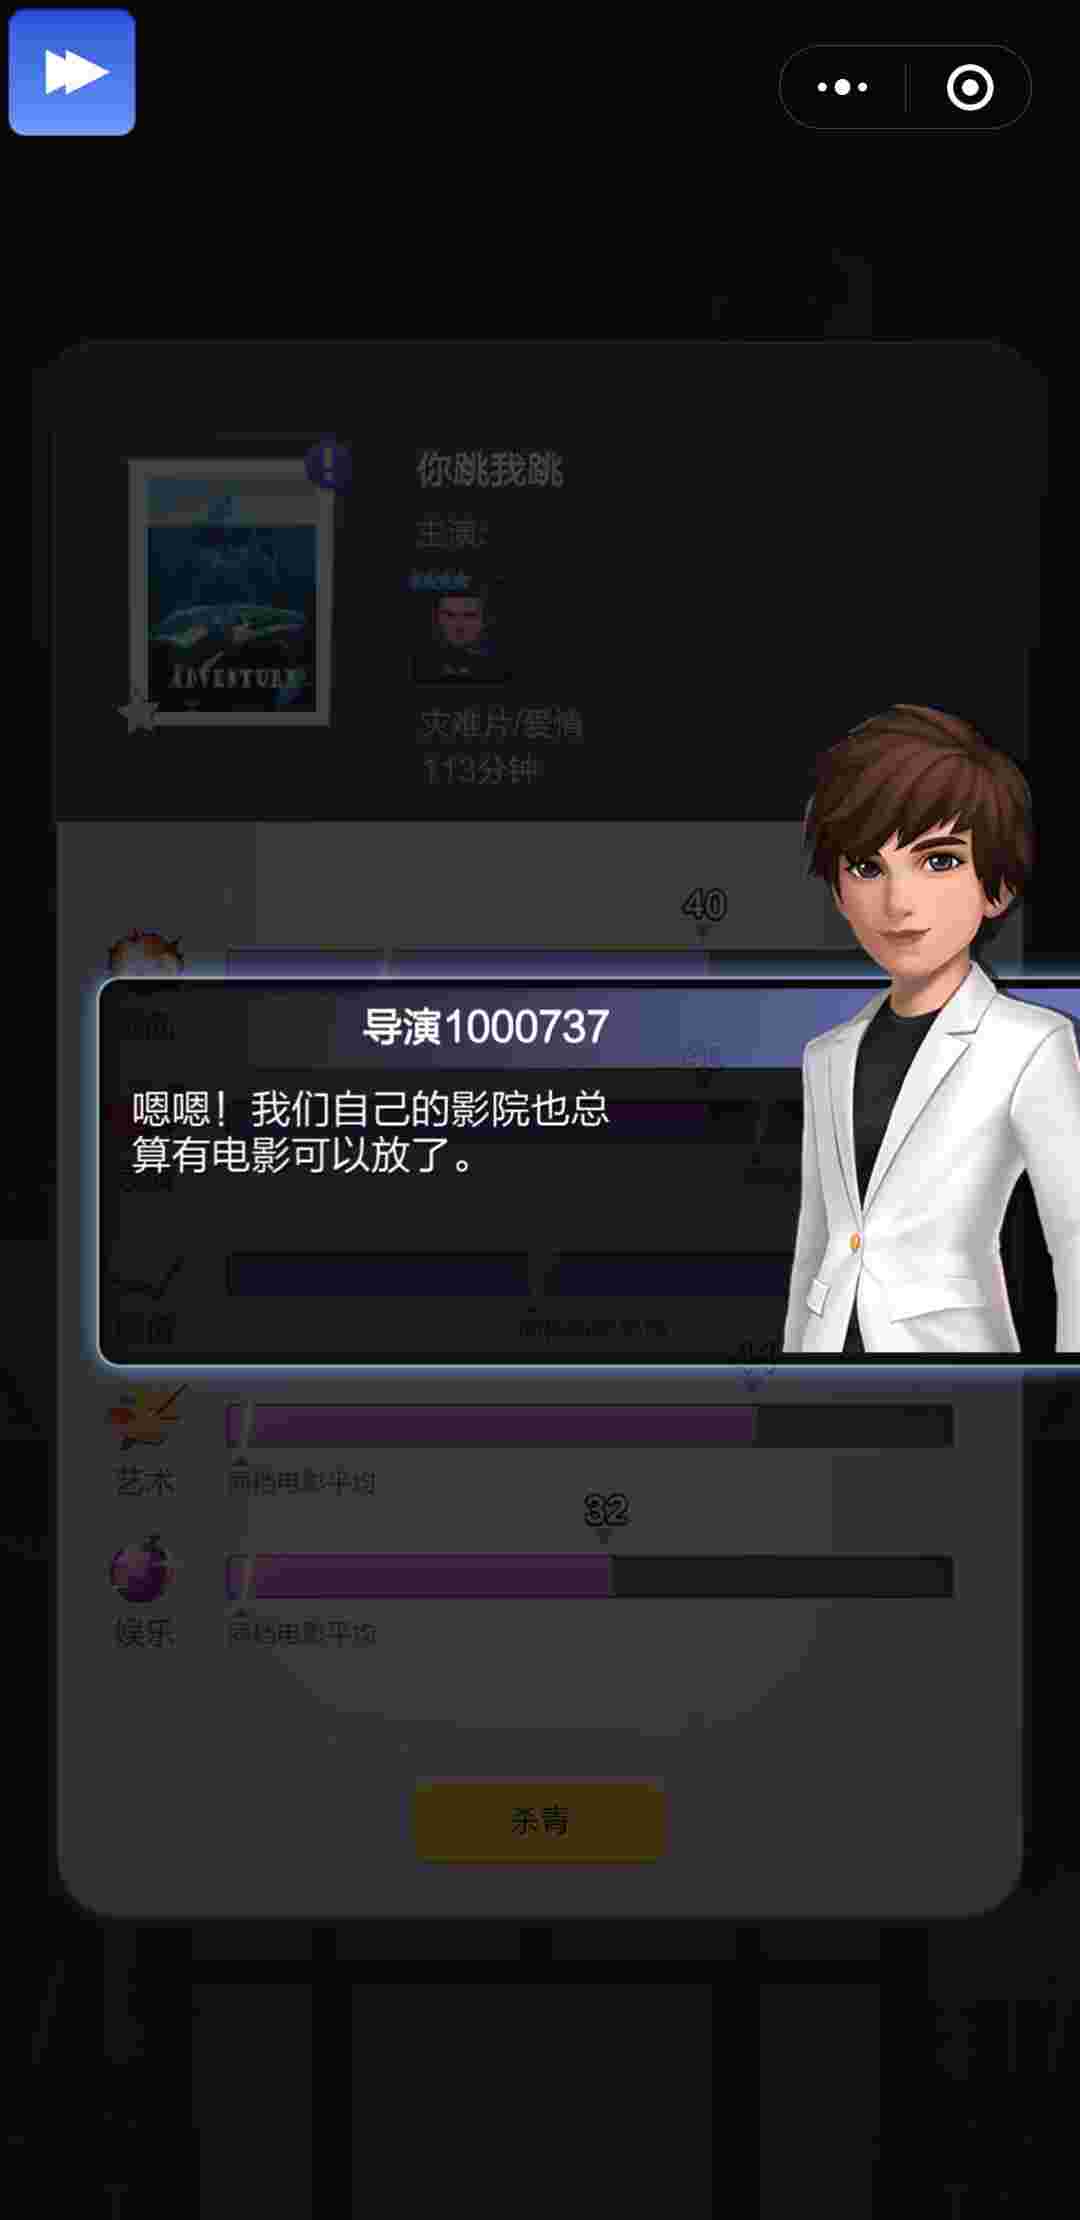 你跳我跳
主演:
ADVENTURE
灾难片/爱情
113分钟
40
导演1000737
嗯嗯！我们自己的影院也总
算有电影可以放了。
艺术
同档电影平均
32
娱乐
同档电影平均
杀青